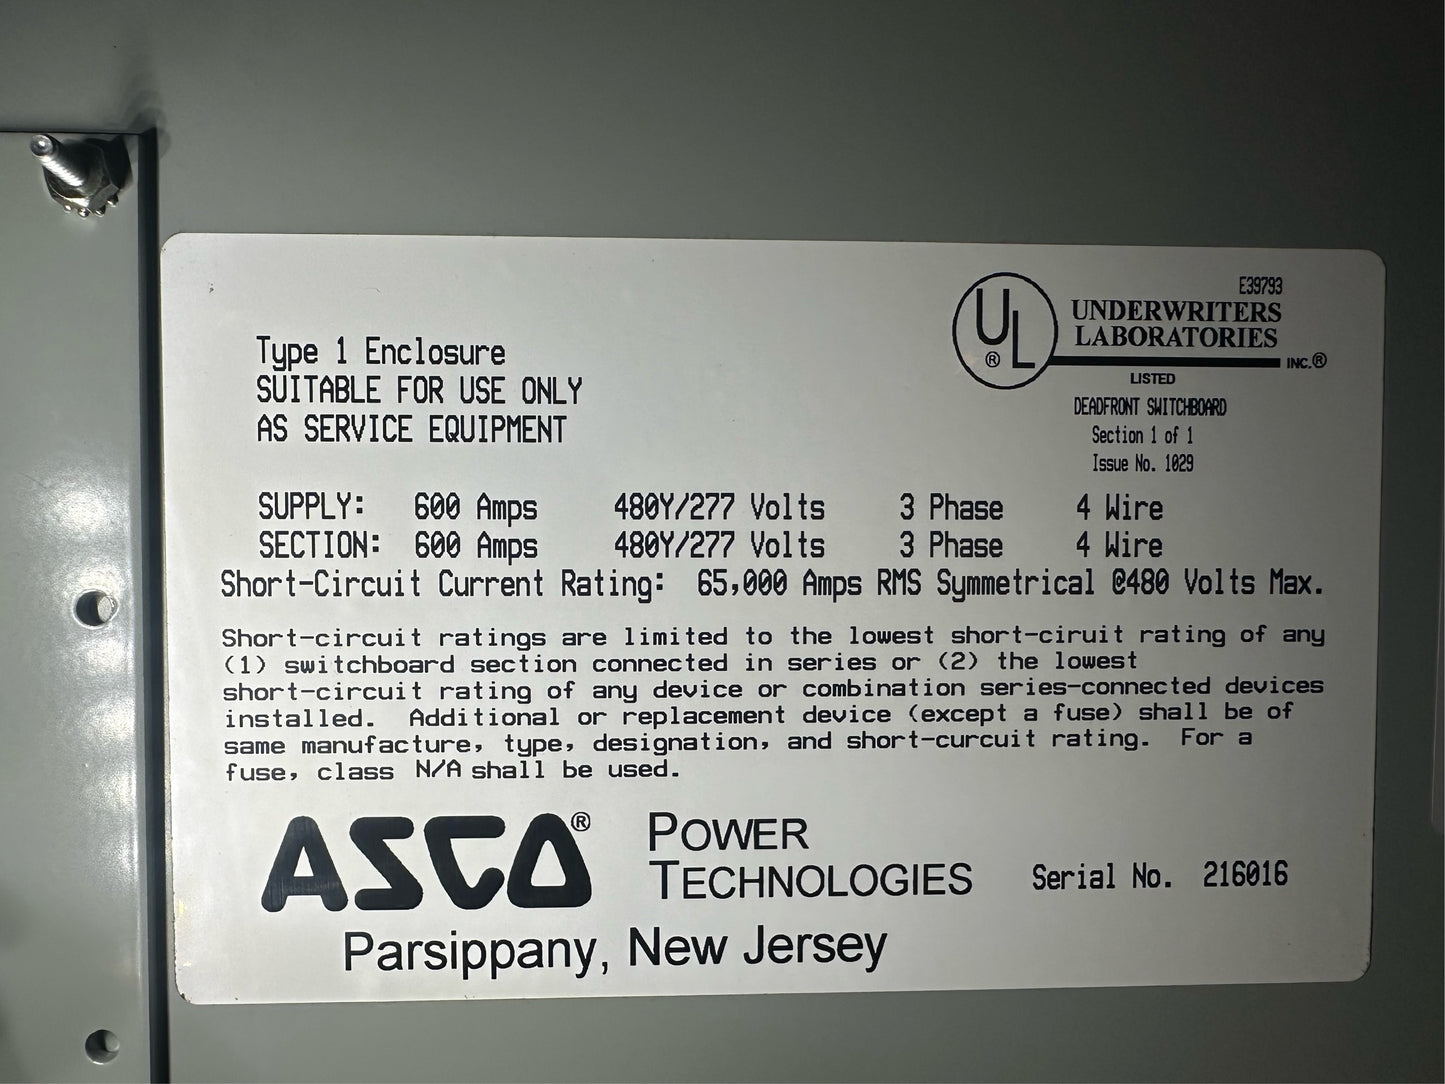 Type 1 Enclosure
SUITABLE FOR USE ONLY
AS SERVICE EQUIPMENT
UL®
E39793
UNDERWRITERS
LABORATORIES
INC.®
LISTED
DEADFRONT SWITCHBOARD
Section 1 of 1
Issue No. 1029
SUPPLY: 600 Amps 480Y/277 Volts 3 Phase 4 Wire
SECTION: 600 Amps 480Y/277 Volts 3 Phase 4 Wire
Short-Circuit Current Rating: 65,000 Amps RMS Symmetrical @480 Volts Max.
Short-circuit ratings are limited to the lowest short-ciruit rating of any
(1) switchboard section connected in series or (2) the lowest
short-circuit rating of any device or combination series-connected devices
installed. Additional or replacement device (except a fuse) shall be of
same manufacture, type, designation, and short-curcuit rating. For a
fuse, class N/A shall be used.
ASCO®
POWER
TECHNOLOGIES
Serial No. 216016
Parsippany, New Jersey